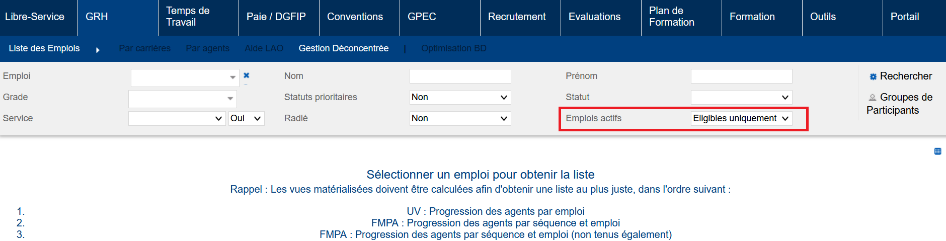 Libre-Service GRH Temps de Travail Paie / DGFIP Conventions GPEC Recrutement Evaluations Plan de Formation Formation Outils Portail
Liste des Emplois Par carrières Par agents Aide LAO Gestion Déconcentrée | Optimisation BO
Emploi Nom Prénom Rechercher
Grade Statuts prioritaires Non Statut Groupes de Participants
Service Oui Radié Non Emplois actifs Eligibles uniquement
Sélectionner un emploi pour obtenir la liste
Rappel : Les vues matérialisées doivent être calculées afin d'obtenir une liste au plus juste, dans l'ordre suivant :
1. UV : Progression des agents par emploi
2. FMPA : Progression des agents par séquence et emploi
3. FMPA : Progression des agents par séquence et emploi (non tenus également)